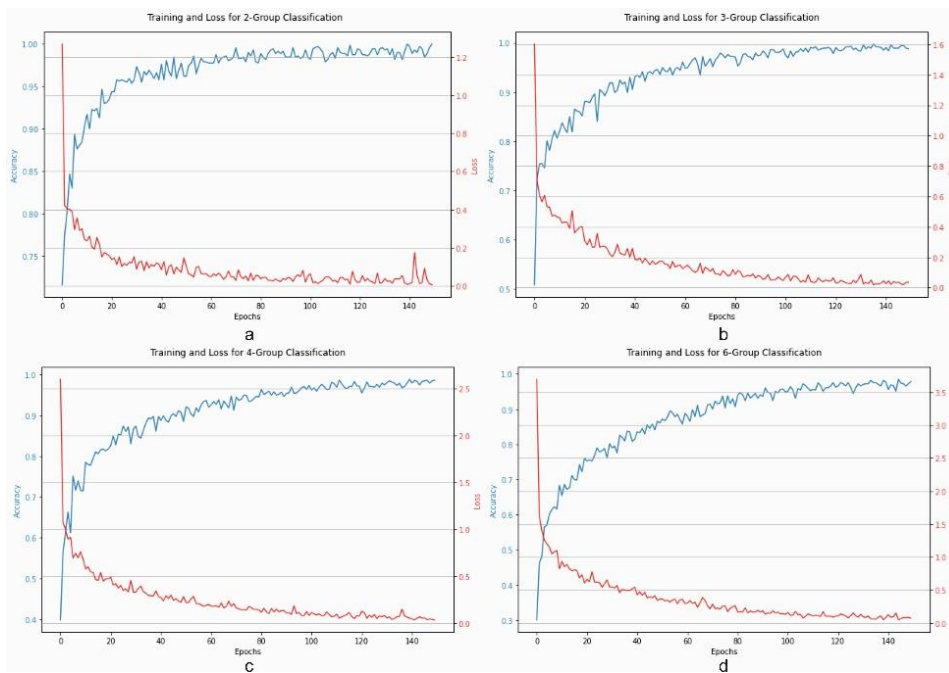 Training and Loss for 2-Group Classification
1.00
0.95
0.90
0.85
0.80
0.75
Accuracy
1.2
1.0
0.8
0.6
0.4
0.2
0.0
Loss
0 20 40 60 80 100 120 140
Epochs
a
Training and Loss for 3-Group Classification
1.0
0.9
0.8
0.7
0.6
0.5
Accuracy
1.6
1.4
1.2
1.0
0.8
0.6
0.4
0.2
0.0
0 20 40 60 80 100 120 140
Epochs
b
Training and Loss for 4-Group Classification
1.0
0.9
0.8
0.7
0.6
0.5
0.4
Accuracy
2.5
2.0
1.5
1.0
0.5
0.0
Loss
0 20 40 60 80 100 120 140
Epochs
c
Training and Loss for 6-Group Classification
1.0
0.9
0.8
0.7
0.6
0.5
0.4
0.3
Accuracy
3.5
3.0
2.5
2.0
1.5
1.0
0.5
0.0
0 20 40 60 80 100 120 140
Epochs
d